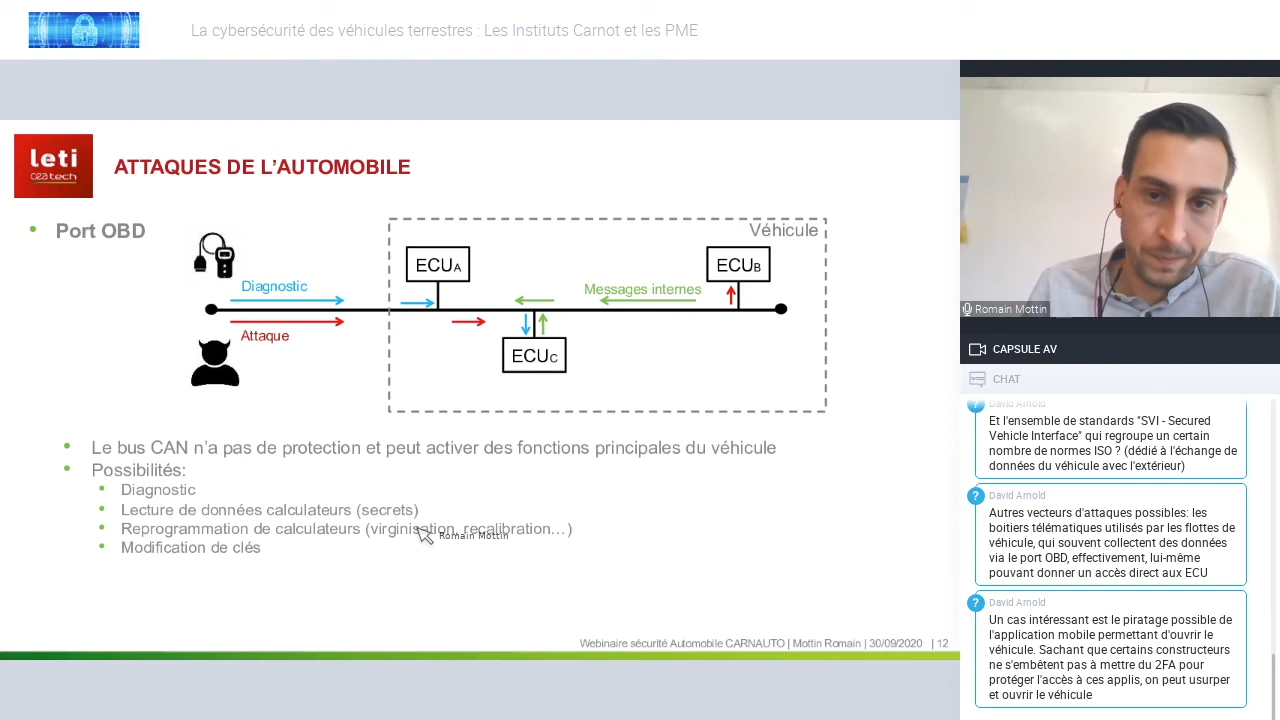 La cybersécurité des véhicules terrestres : Les Instituts Carnot et les PME
leti
cea tech
ATTAQUES DE L'AUTOMOBILE
• Port OBD
Véhicule
ECUA
ECUB
Diagnostic
Messages internes
Attaque
ECUC
• Le bus CAN n'a pas de protection et peut activer des fonctions principales du véhicule
• Possibilités:
• Diagnostic
• Lecture de données calculateurs (secrets)
• Reprogrammation de calculateurs (virginisation, recalibration…)
Romain Mottin
• Modification de clés
Webinaire sécurité Automobile CARNAUTO | Mottin Romain | 30/09/2020 | 12
Romain Mottin
CAPSULE AV
CHAT
? David Arnold
Et l'ensemble de standards "SVI - Secured
Vehicle Interface" qui regroupe un certain
nombre de normes ISO ? (dédié à l'échange de
données du véhicule avec l'extérieur)
? David Arnold
Autres vecteurs d'attaques possibles: les
boitiers télématiques utilisés par les flottes de
véhicule, qui souvent collectent des données
via le port OBD, effectivement, lui-même
pouvant donner un accès direct aux ECU
? David Arnold
Un cas intéressant est le piratage possible de
l'application mobile permettant d'ouvrir le
véhicule. Sachant que certains constructeurs
ne s'embêtent pas à mettre du 2FA pour
protéger l'accès à ces applis, on peut usurper
et ouvrir le véhicule